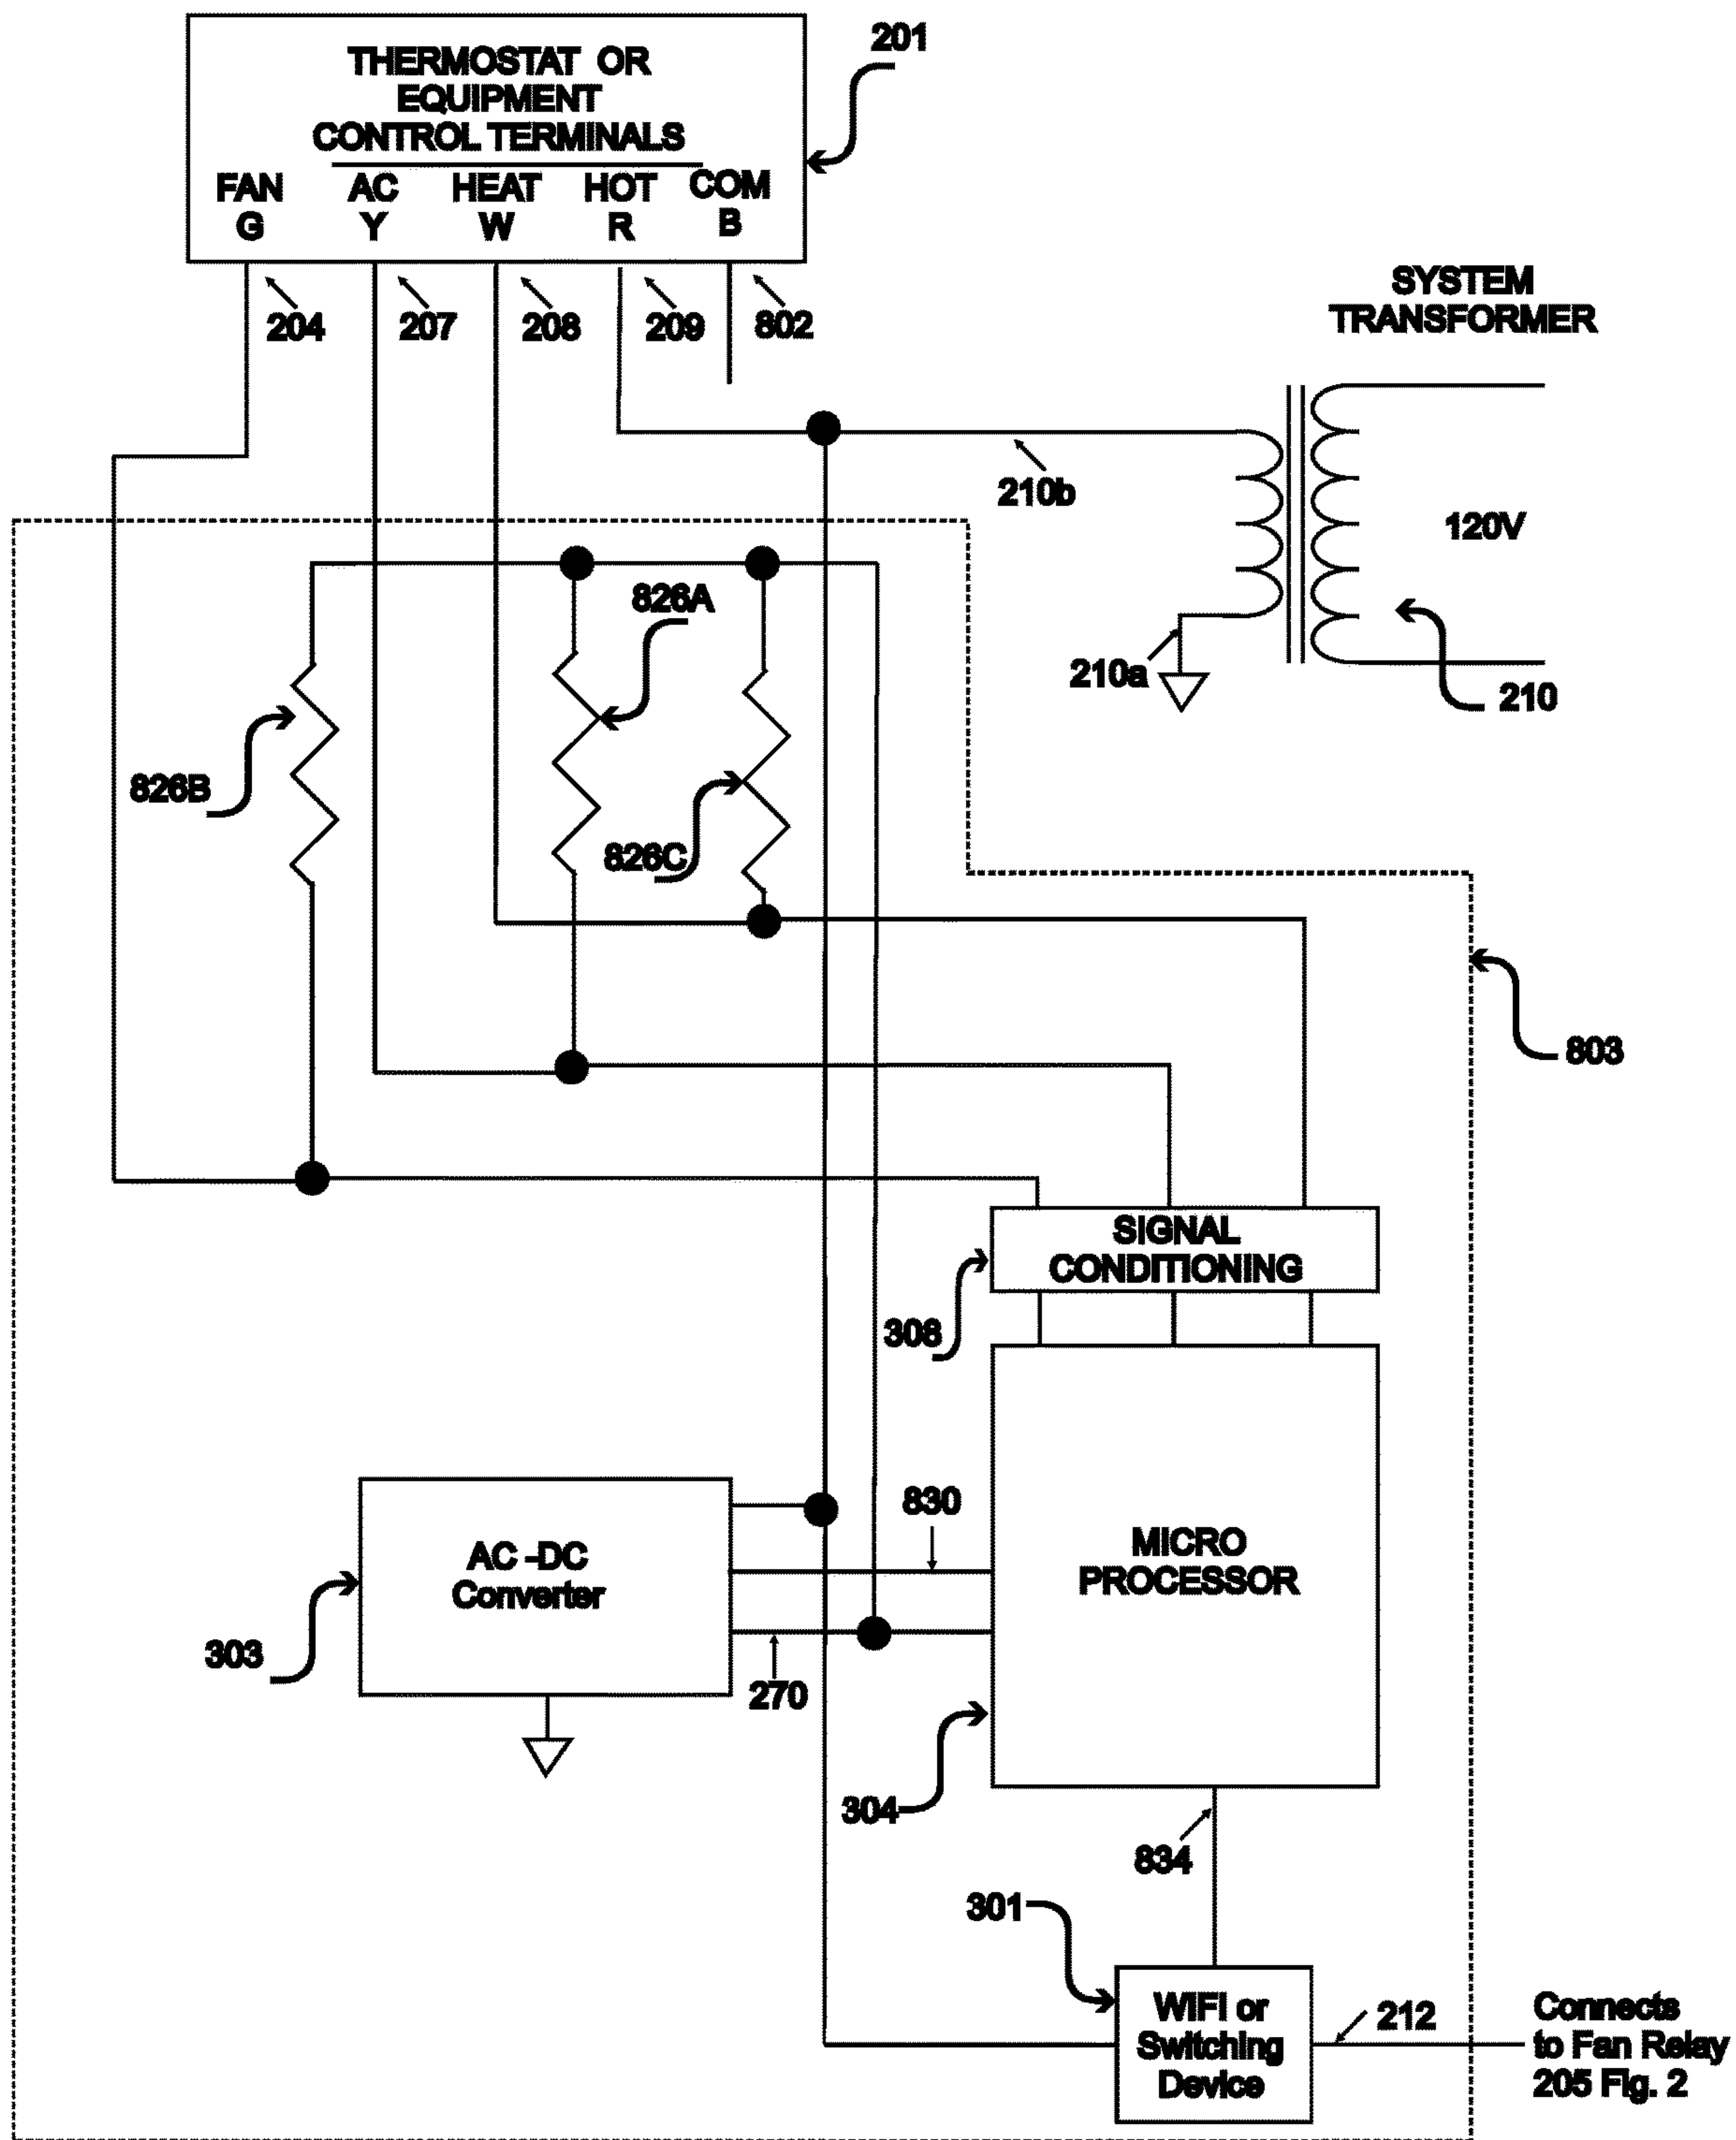 THERMOSTAT OR
EQUIPMENT
CONTROL TERMINALS
FAN AC HEAT HOT COM
G Y W R B
201
204 207 208 209 802
SYSTEM
TRANSFORMER
210b
120V
826A
210a
210
826B
826C
803
SIGNAL
CONDITIONING
308
830
AC -DC
Converter
MICRO
PROCESSOR
303
270
304
834
301
WIFI or
Switching
Device
212
Connects
to Fan Relay
205 Fig. 2